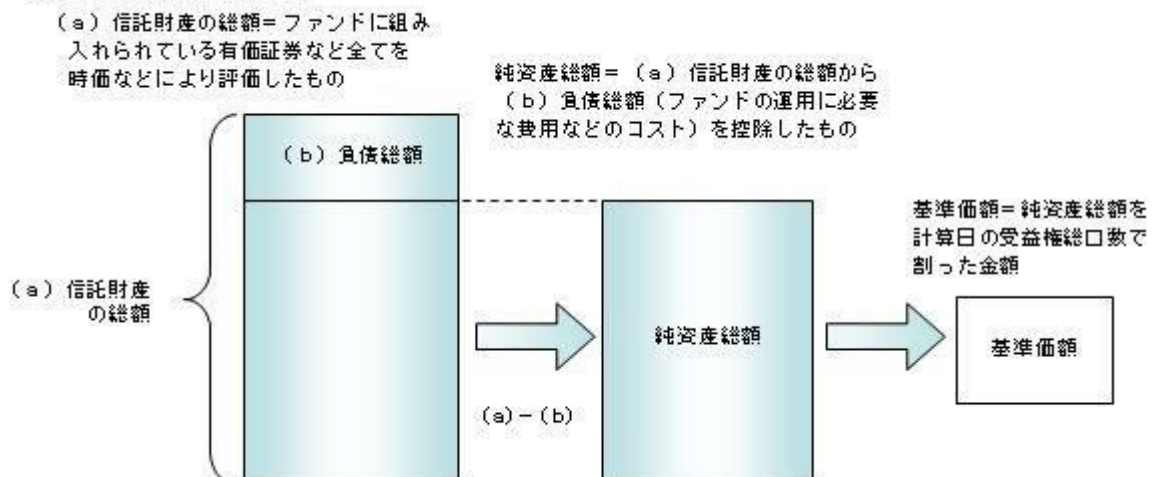 (a)信託財産の総額=ファンドに組み
入れられている有価証券など全てを
時価などにより評価したもの
純資産総額=(a)信託財産の総額から
(b)負債総額(ファンドの運用に必要
な費用などのコスト)を控除したもの
(b)負債総額
基準価額=純資産総額を
計算日の受益権総口数で
割った金額
(a)信託財産
の総額
純資産総額
基準価額
(a)-(b)